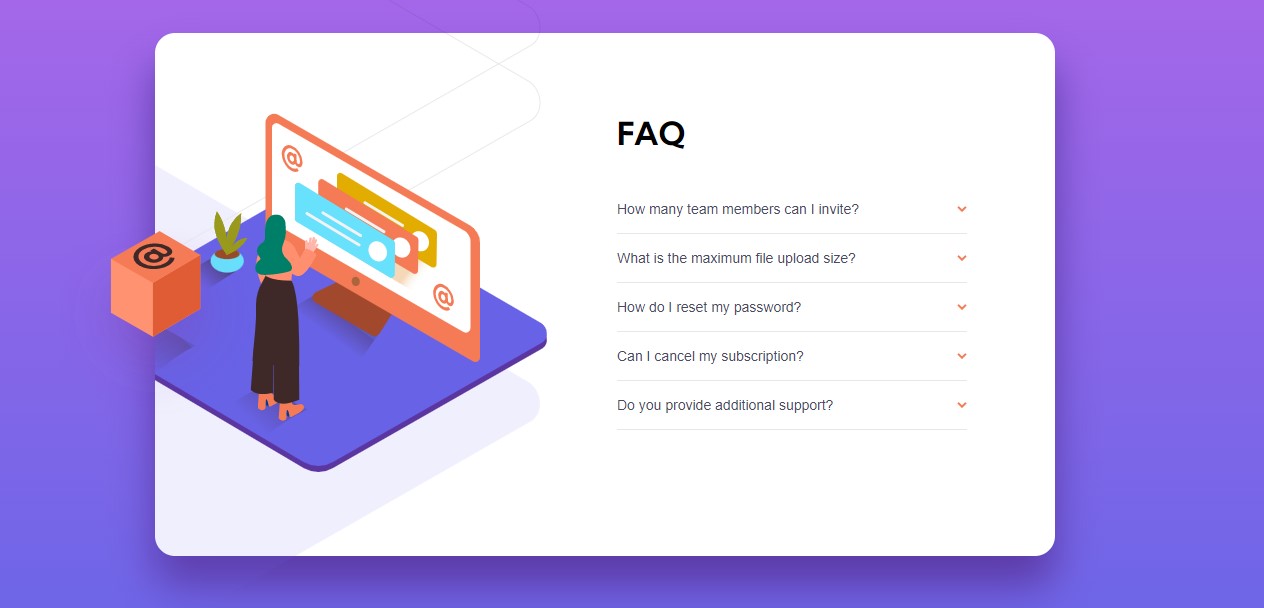 @
@
@
FAQ
How many team members can I invite?
What is the maximum file upload size?
How do I reset my password?
Can I cancel my subscription?
Do you provide additional support?